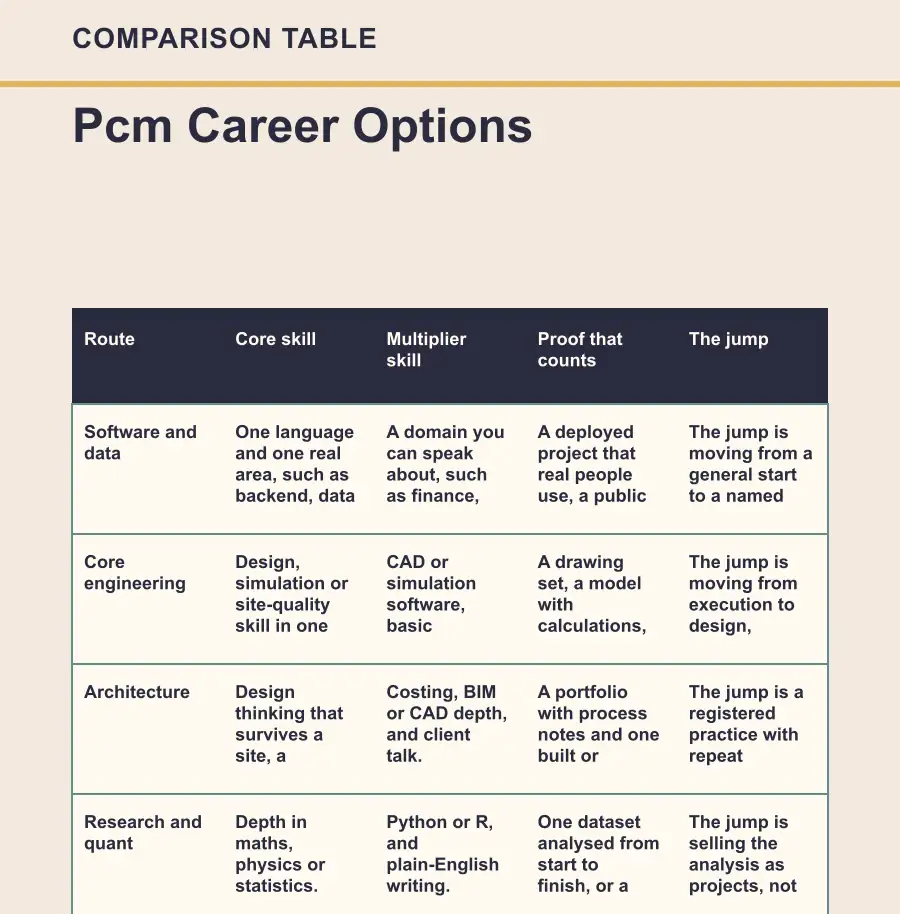 COMPARISON TABLE
Pcm Career Options
Route
Core skill
Multiplier
skill
Proof that
counts
The jump
Software and
data
One language
and one real
area, such as
backend, data
A domain you
can speak
about, such
as finance,
A deployed
project that
real people
use, a public
The jump is
moving from a
general start
to a named
Core
engineering
Design,
simulation or
site-quality
skill in one
CAD or
simulation
software,
basic
A drawing
set, a model
with
calculations,
The jump is
moving from
execution to
design,
Architecture
Design
thinking that
survives a
site, a
Costing, BIM
or CAD depth,
and client
talk.
A portfolio
with process
notes and one
built or
The jump is a
registered
practice with
repeat
Research and
quant
Depth in
maths,
physics or
statistics.
Python or R,
and
plain-English
writing.
One dataset
analysed from
start to
finish, or a
The jump is
selling the
analysis as
projects, not